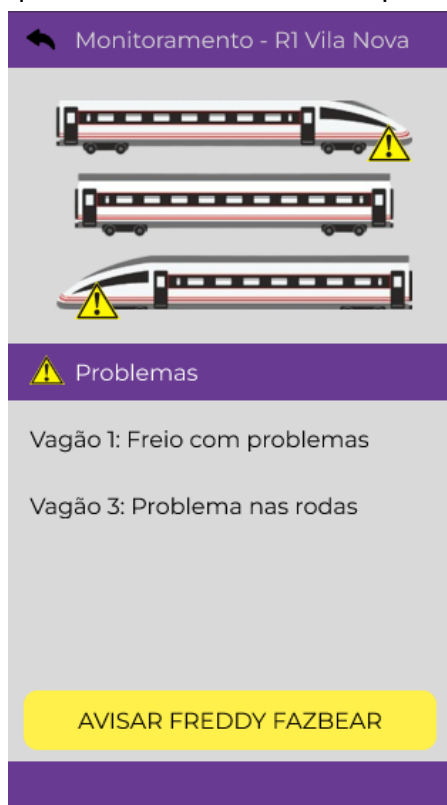 Monitoramento - R1 Vila Nova
Problemas
Vagão 1: Freio com problemas
Vagão 3: Problema nas rodas
AVISAR FREDDY FAZBEAR